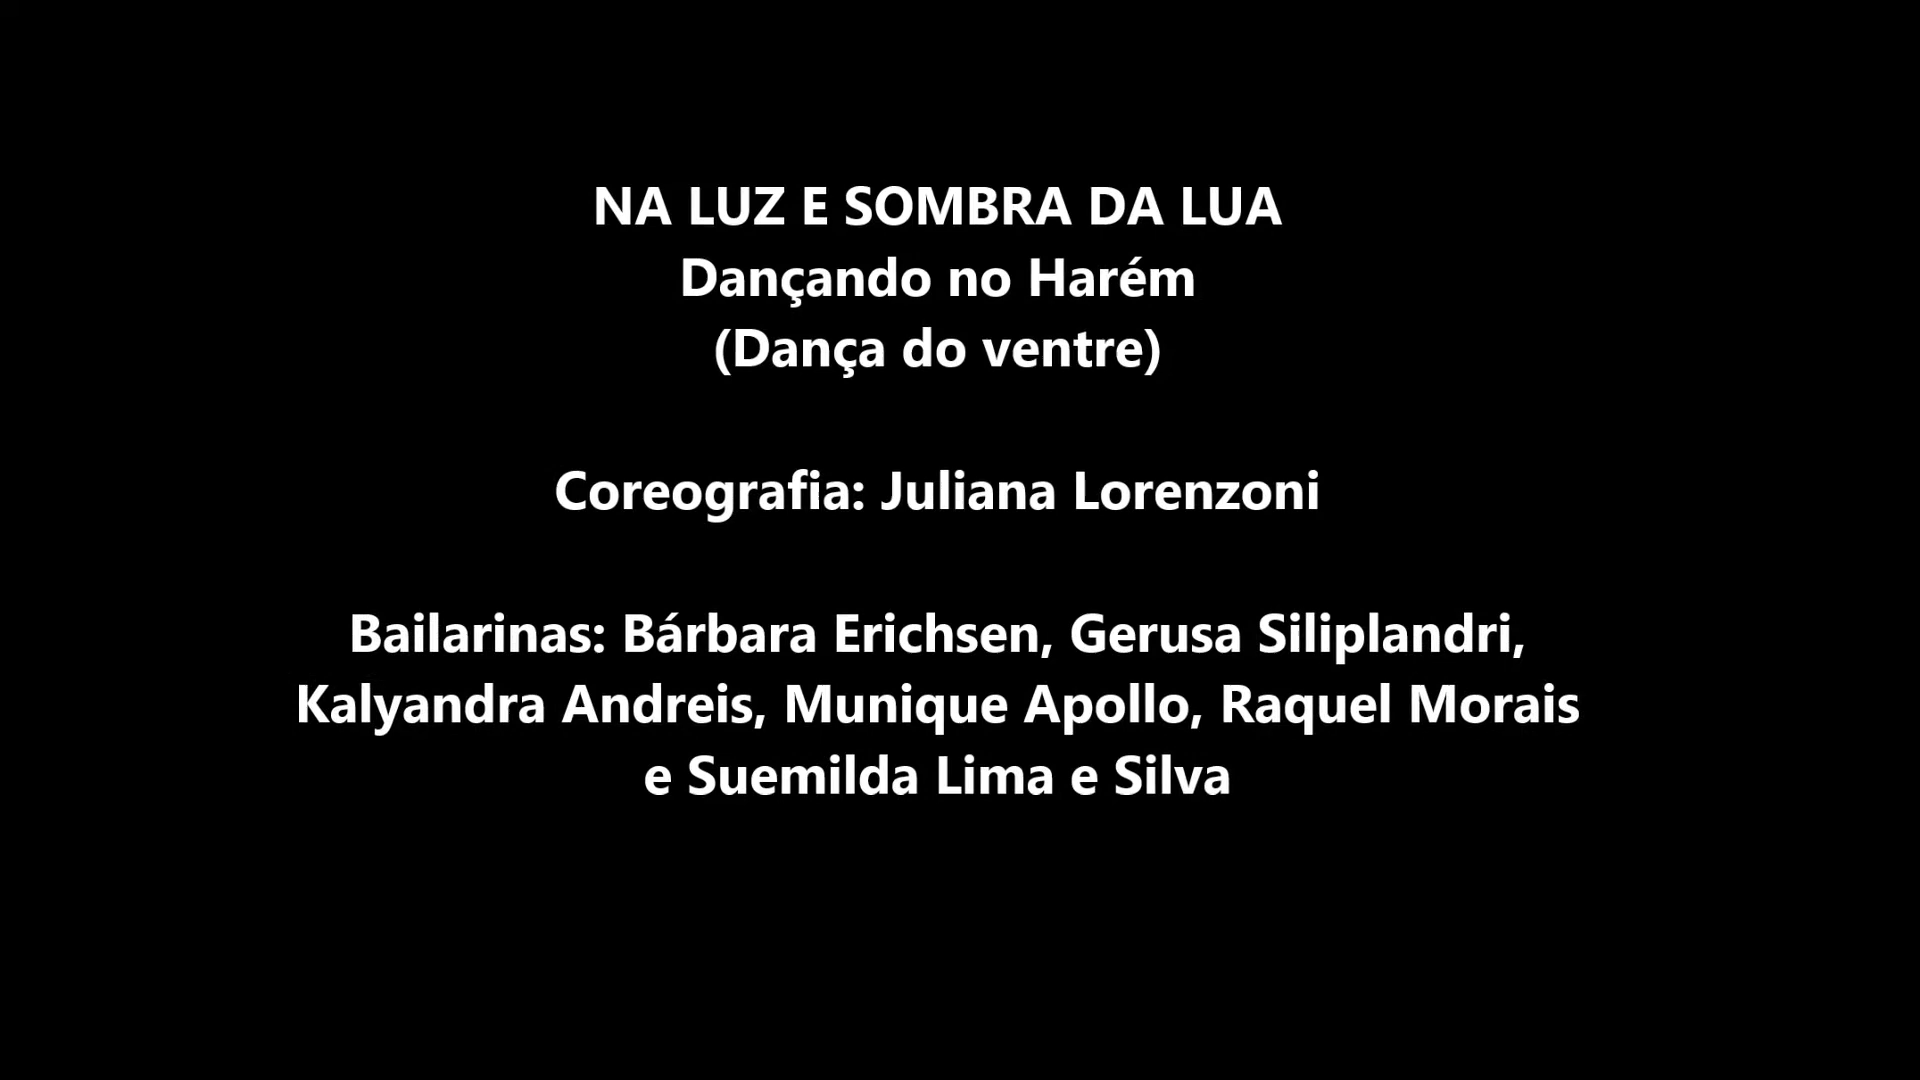 NA LUZ E SOMBRA DA LUA
Dançando no Harém
(Dança do ventre)
Coreografia: Juliana Lorenzoni
Bailarinas: Bárbara Erichsen, Gerusa Siliplandri,
Kalyandra Andreis, Munique Apollo, Raquel Morais
e Suemilda Lima e Silva